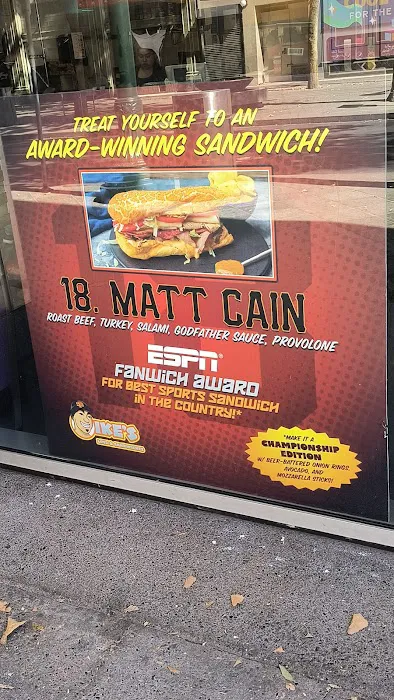 FOR THE
TREAT YOURSELF TO AN
AWARD-WINNING SANDWICH!
18. MATT CAIN
ROAST BEEF, TURKEY, SALAMI, GODFATHER SAUCE, PROVOLONE
ESPN
FANWICH AWARD
FOR BEST SPORTS SANDWICH
IN THE COUNTRY!*
IKE'S
*MAKE IT A
CHAMPIONSHIP
EDITION
W/ BEER-BATTERED ONION RINGS,
AVOCADO, AND
MOZZARELLA STICKS!